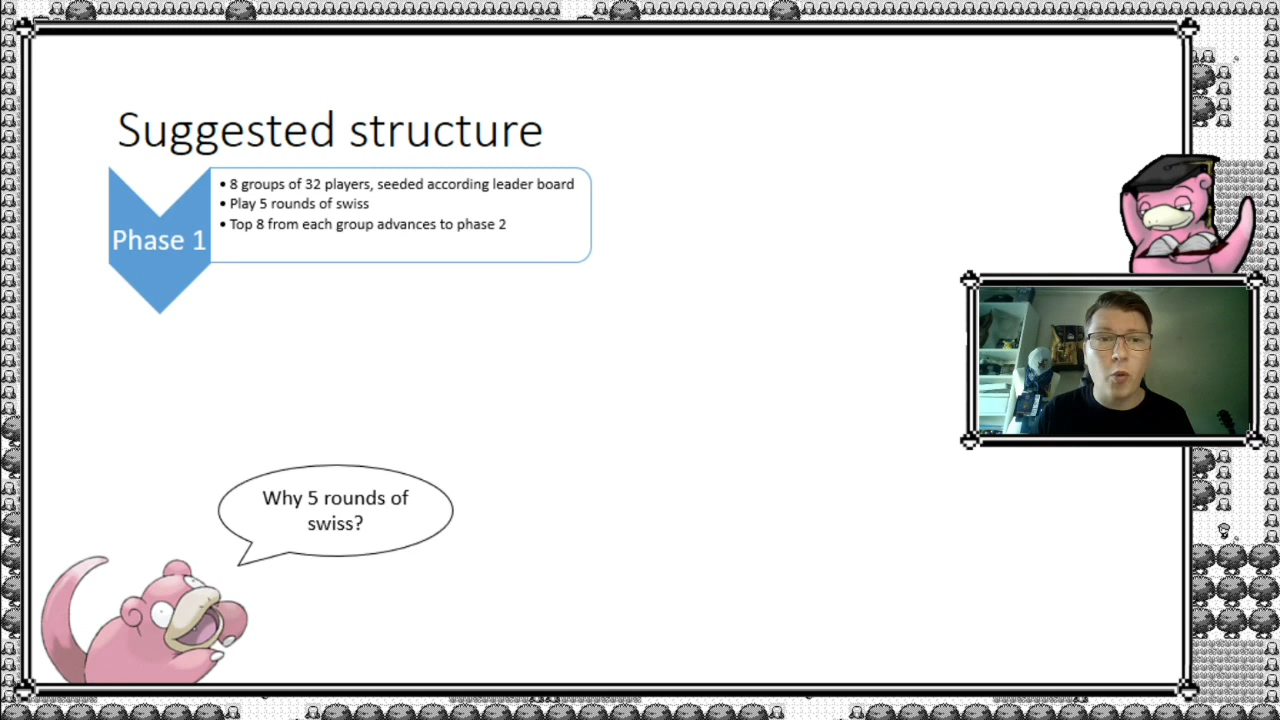 Suggested structure
Phase 1
• 8 groups of 32 players, seeded according leader board
• Play 5 rounds of swiss
• Top 8 from each group advances to phase 2
Why 5 rounds of
swiss?